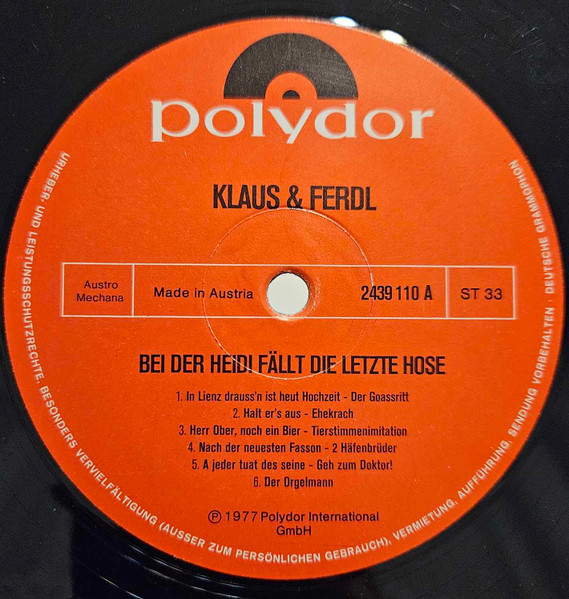 polydor
KLAUS & FERDL
Austro
Mechana
Made in Austria
2439 110 A
ST 33
BEI DER HEIDI FÄLLT DIE LETZTE HOSE
1. In Lienz drauss'n ist heut Hochzeit - Der Goassritt
2. Halt er's aus - Ehekrach
3. Herr Ober, noch ein Bier - Tierstimmenimitation
4. Nach der neuesten Fasson - 2 Häfenbrüder
5. A jeder tuat des seine - Geh zum Doktor!
6. Der Orgelmann
Ⓟ 1977 Polydor International
GmbH
URHEBER- UND LEISTUNGSSCHUTZRECHTE, BESONDERS VERVIELFÄLTIGUNG (AUSSER ZUM PERSÖNLICHEN GEBRAUCH), VERMIETUNG, AUFFÜHRUNG, SENDUNG VORBEHALTEN · DEUTSCHE GRAMMOPHON